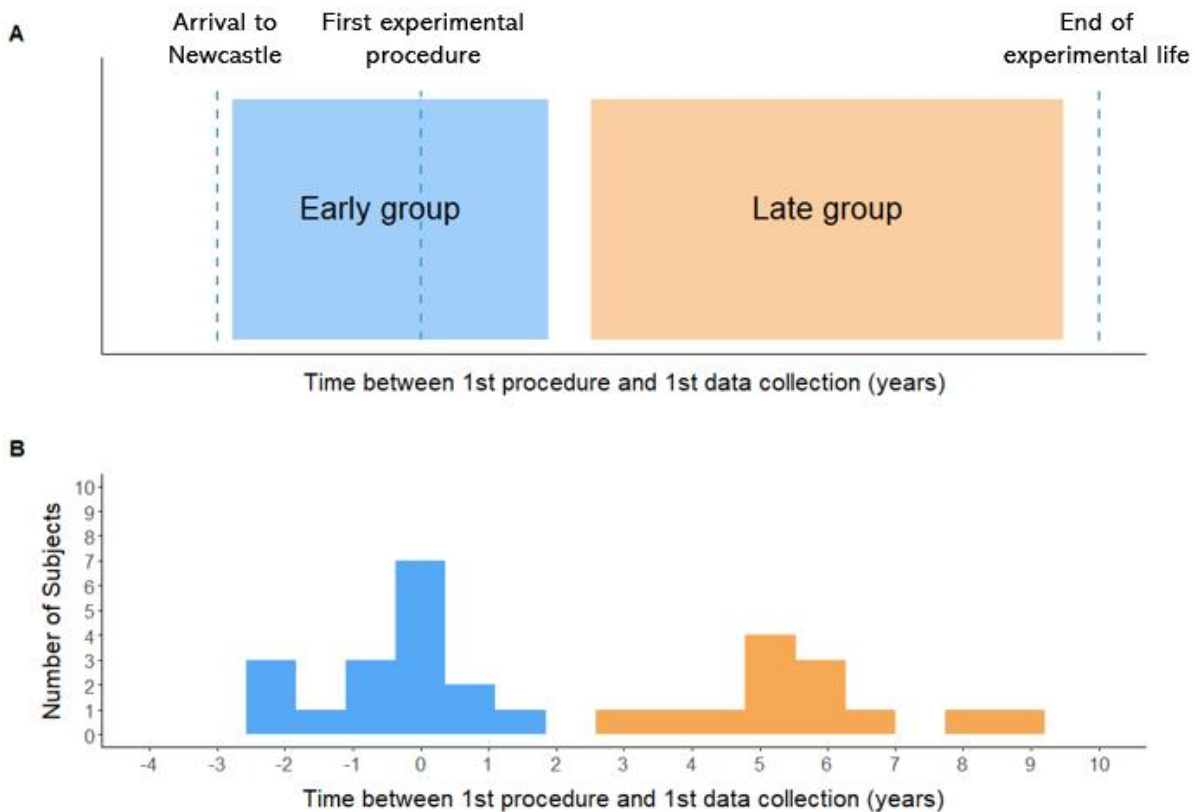 A
Arrival to
Newcastle
First experimental
procedure
End of
experimental life
Early group
Late group
Time between 1st procedure and 1st data collection (years)
B
Number of Subjects
10
9
8
7
6
5
4
3
2
1
0
-4 -3 -2 -1 0 1 2 3 4 5 6 7 8 9 10
Time between 1st procedure and 1st data collection (years)